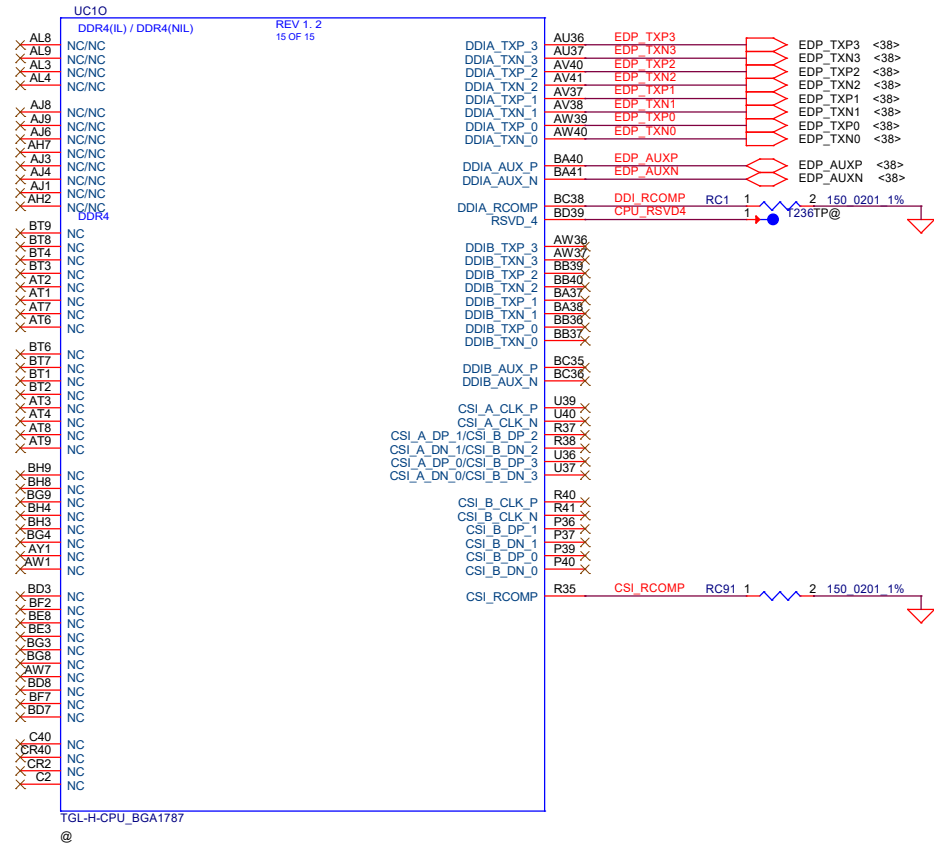 UC1O
DDR4(IL) / DDR4(NIL)
REV 1. 2
15 OF 15
AL8 NC/NC DDIA_TXP_3 AU36 EDP_TXP3 EDP_TXP3 <38>
AL9 NC/NC DDIA_TXN_3 AU37 EDP_TXN3 EDP_TXN3 <38>
AL3 NC/NC DDIA_TXP_2 AV40 EDP_TXP2 EDP_TXP2 <38>
AL4 NC/NC DDIA_TXN_2 AV41 EDP_TXN2 EDP_TXN2 <38>
DDIA_TXP_1 AV37 EDP_TXP1 EDP_TXP1 <38>
AJ8 NC/NC DDIA_TXN_1 AV38 EDP_TXN1 EDP_TXN1 <38>
AJ9 NC/NC DDIA_TXP_0 AW39 EDP_TXP0 EDP_TXP0 <38>
AJ6 NC/NC DDIA_TXN_0 AW40 EDP_TXN0 EDP_TXN0 <38>
AH7 NC/NC
AJ3 NC/NC DDIA_AUX_P BA40 EDP_AUXP EDP_AUXP <38>
AJ4 NC/NC DDIA_AUX_N BA41 EDP_AUXN EDP_AUXN <38>
AJ1 NC/NC
AH2 NC/NC DDIA_RCOMP BC38 DDI_RCOMP RC1 1 2 150_0201_1%
DDR4 RSVD_4 BD39 CPU_RSVD4 1 T236TP@
BT9 NC
BT8 NC DDIB_TXP_3 AW36
BT4 NC DDIB_TXN_3 AW37
BT3 NC DDIB_TXP_2 BB39
AT2 NC DDIB_TXN_2 BB40
AT1 NC DDIB_TXP_1 BA37
AT7 NC DDIB_TXN_1 BA38
AT6 NC DDIB_TXP_0 BB36
DDIB_TXN_0 BB37
BT6 NC
BT7 NC DDIB_AUX_P BC35
BT1 NC DDIB_AUX_N BC36
BT2 NC
AT3 NC CSI_A_CLK_P U39
AT4 NC CSI_A_CLK_N U40
AT8 NC CSI_A_DP_1/CSI_B_DP_2 R37
AT9 NC CSI_A_DN_1/CSI_B_DN_2 R38
CSI_A_DP_0/CSI_B_DP_3 U36
BH9 NC CSI_A_DN_0/CSI_B_DN_3 U37
BH8 NC
BG9 NC CSI_B_CLK_P R40
BH4 NC CSI_B_CLK_N R41
BH3 NC CSI_B_DP_1 P36
BG4 NC CSI_B_DN_1 P37
AY1 NC CSI_B_DP_0 P39
AW1 NC CSI_B_DN_0 P40
BD3 NC CSI_RCOMP R35 CSI_RCOMP RC91 1 2 150_0201_1%
BF2 NC
BE8 NC
BE3 NC
BG3 NC
BG8 NC
AW7 NC
BD8 NC
BF7 NC
BD7 NC
C40 NC
CR40 NC
CR2 NC
C2 NC
TGL-H-CPU_BGA1787
@